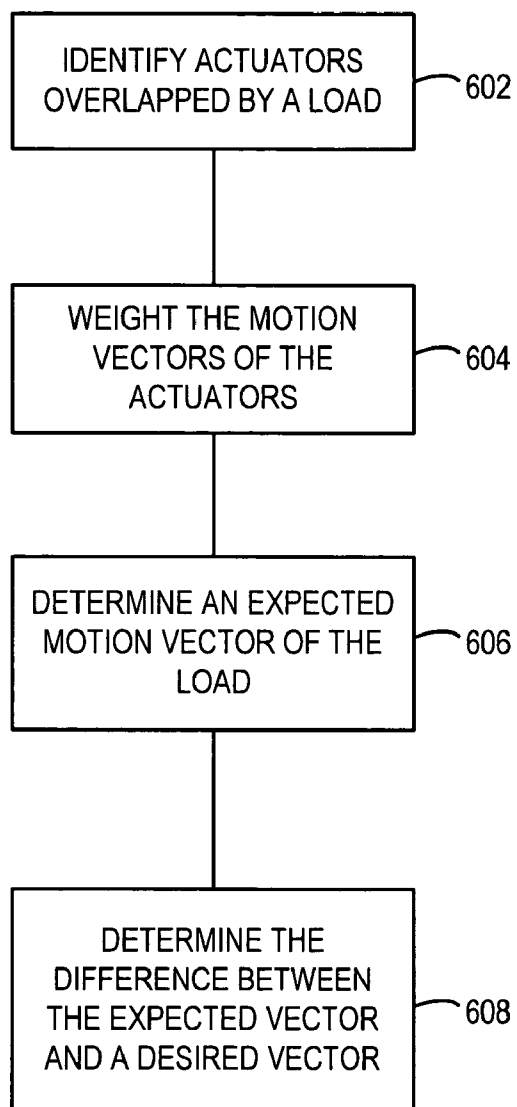 IDENTIFY ACTUATORS
OVERLAPPED BY A LOAD
602
WEIGHT THE MOTION
VECTORS OF THE
ACTUATORS
604
DETERMINE AN EXPECTED
MOTION VECTOR OF THE
LOAD
606
DETERMINE THE
DIFFERENCE BETWEEN
THE EXPECTED VECTOR
AND A DESIRED VECTOR
608